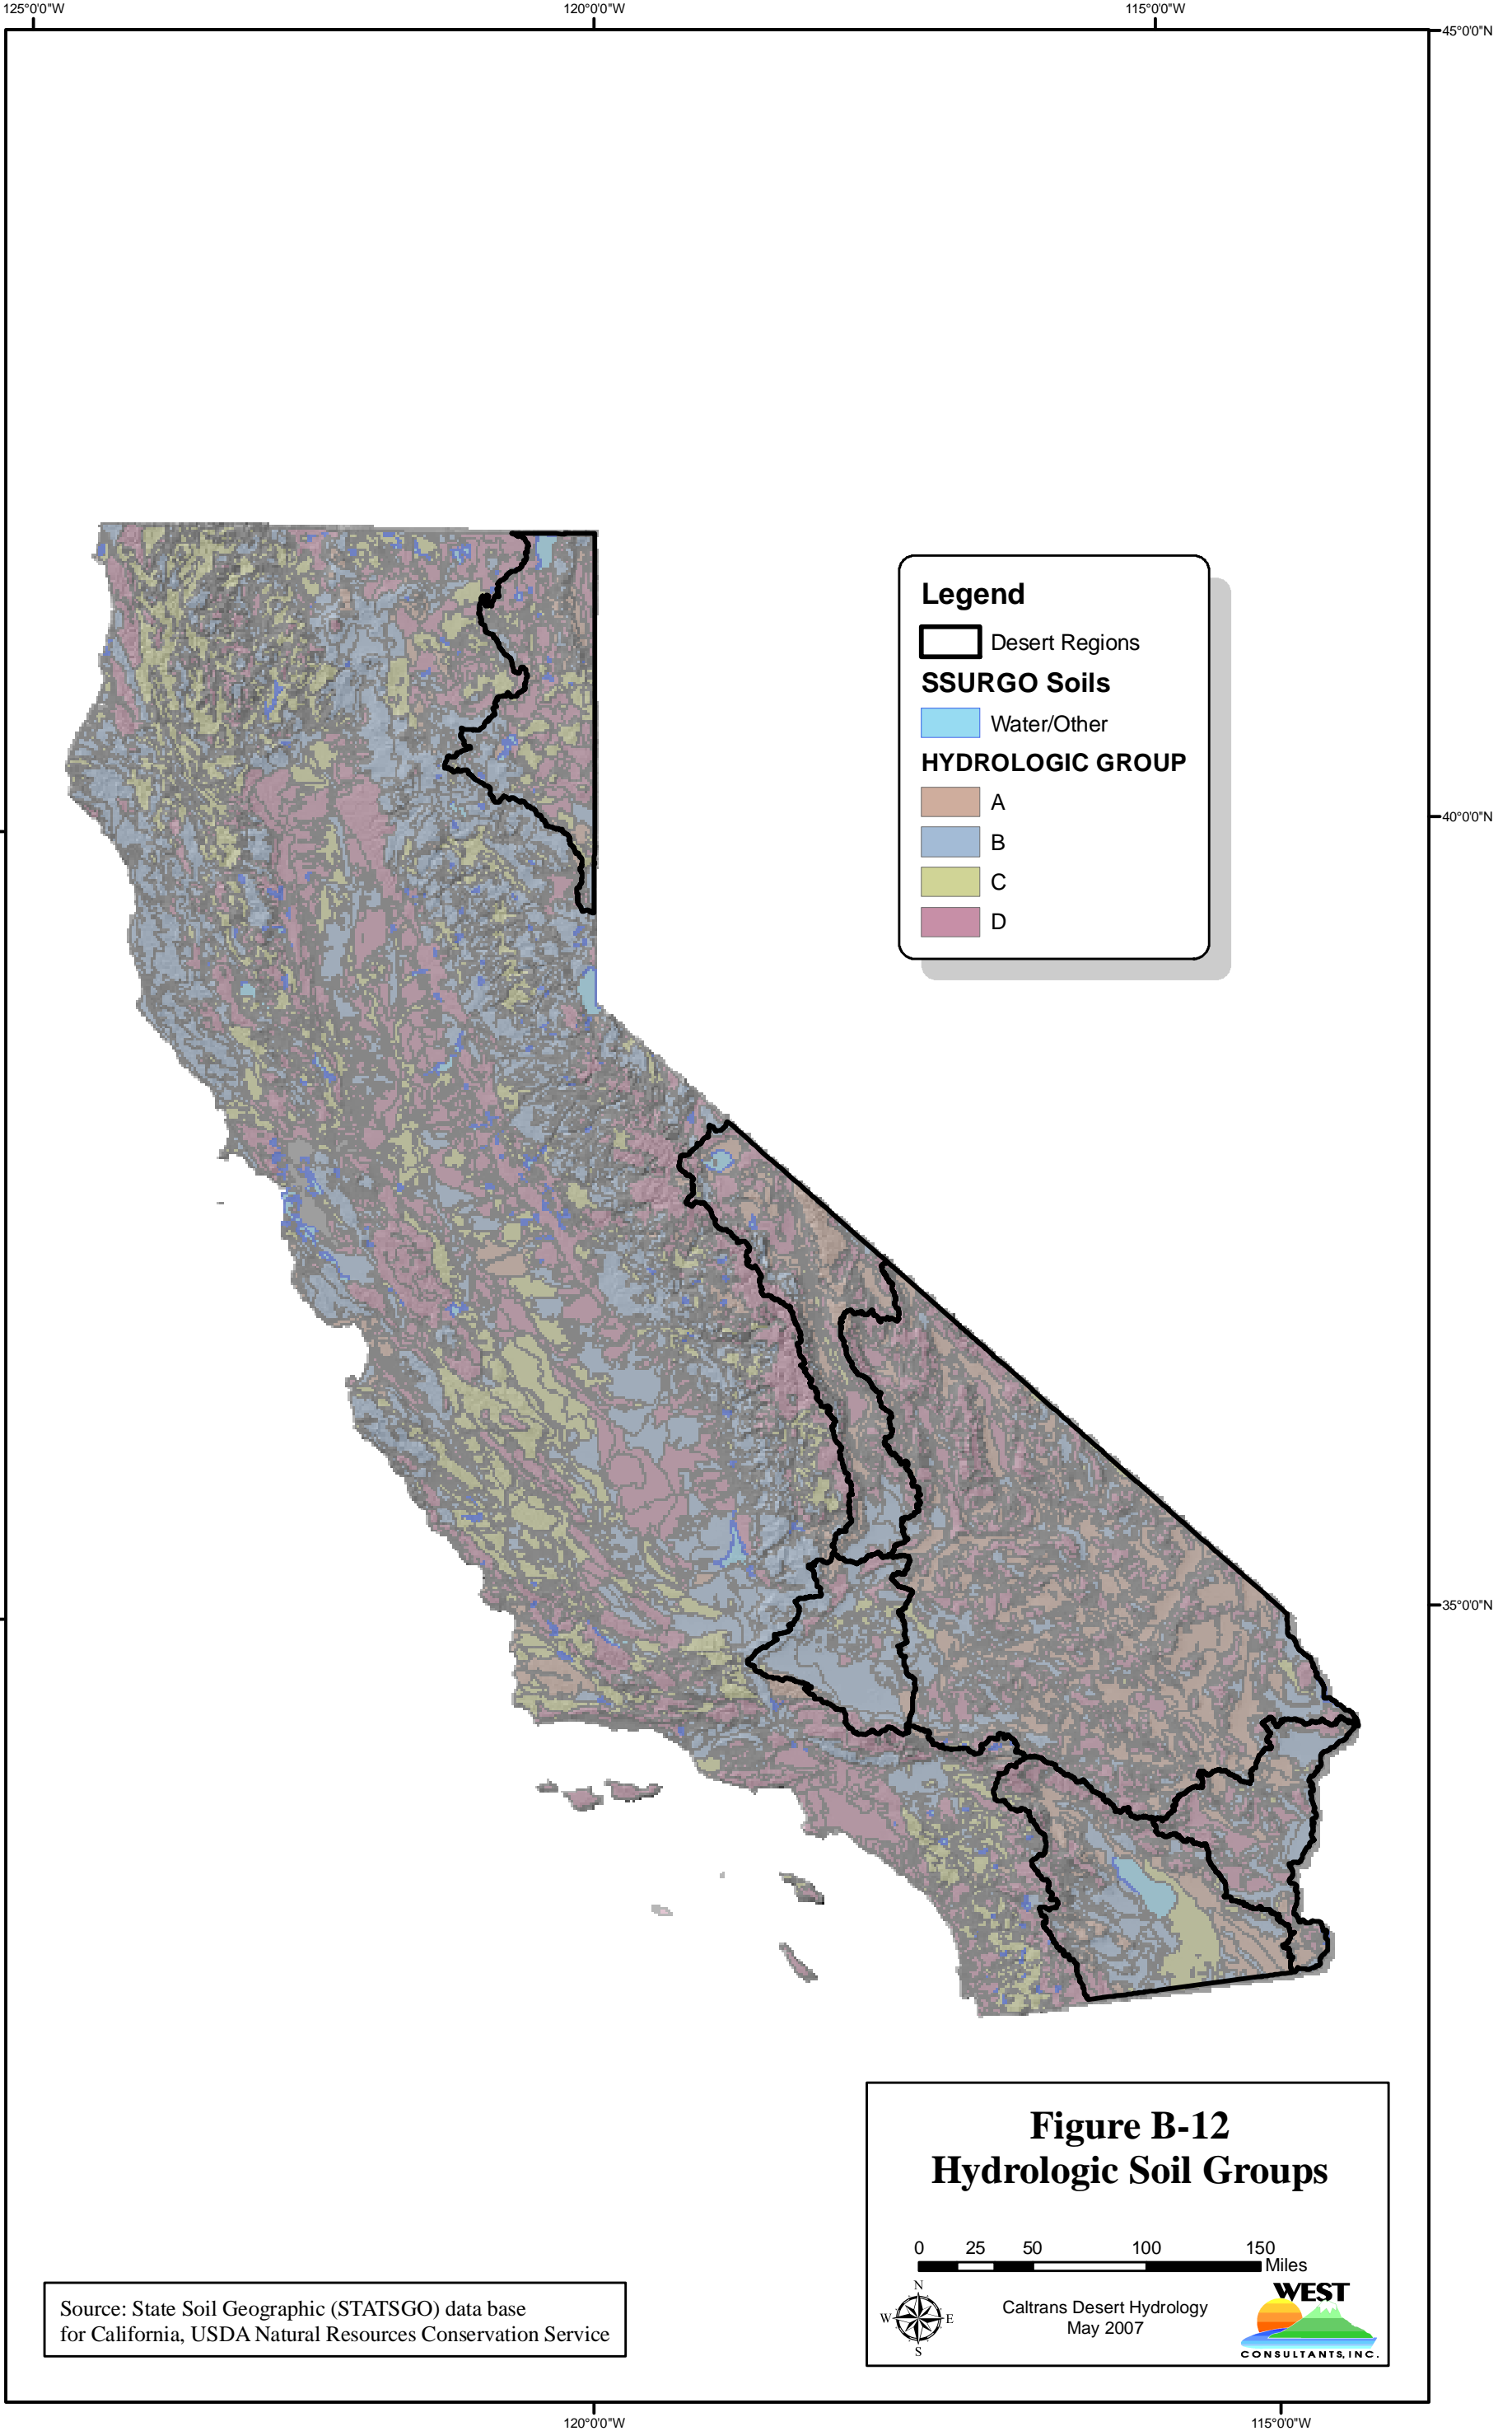 125°0'0"W
120°0'0"W
115°0'0"W
45°0'0"N
Legend
Desert Regions
SSURGO Soils
Water/Other
HYDROLOGIC GROUP
A
B
C
D
40°0'0"N
35°0'0"N
Figure B-12
Hydrologic Soil Groups
0 25 50 100 150
Miles
N
W E
S
Caltrans Desert Hydrology
May 2007
WEST
CONSULTANTS, INC.
Source: State Soil Geographic (STATSGO) data base
for California, USDA Natural Resources Conservation Service
120°0'0"W
115°0'0"W